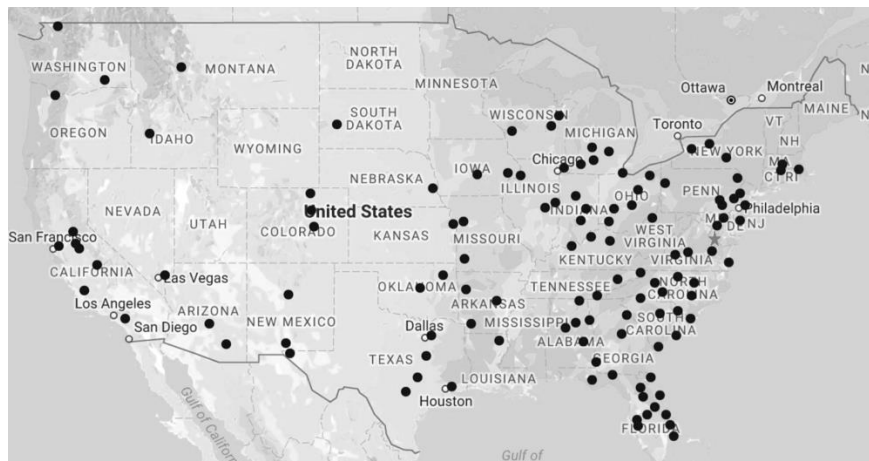 NORTH
DAKOTA
WASHINGTON
MONTANA
MINNESOTA
Ottawa
Montreal
MAINE
SOUTH
DAKOTA
WISCONSIN
VT
OREGON
IDAHO
MICHIGAN
Toronto
NH
WYOMING
NEW YORK
MA
IOWA
Chicago
CT RI
NEBRASKA
ILLINOIS
PENN
OHIO
NEVADA
United States
INDIANA
Philadelphia
UTAH
COLORADO
NJ
San Francisco
KANSAS
MISSOURI
WEST
VIRGINIA
CALIFORNIA
KENTUCKY
VIRGINIA
Las Vegas
OKLAHOMA
TENNESSEE
NORTH
CAROLINA
Los Angeles
ARIZONA
NEW MEXICO
ARKANSAS
San Diego
Dallas
MISSISSIPPI
SOUTH
CAROLINA
ALABAMA
TEXAS
GEORGIA
LOUISIANA
Houston
Gulf of Californ
FLORIDA
Gulf of